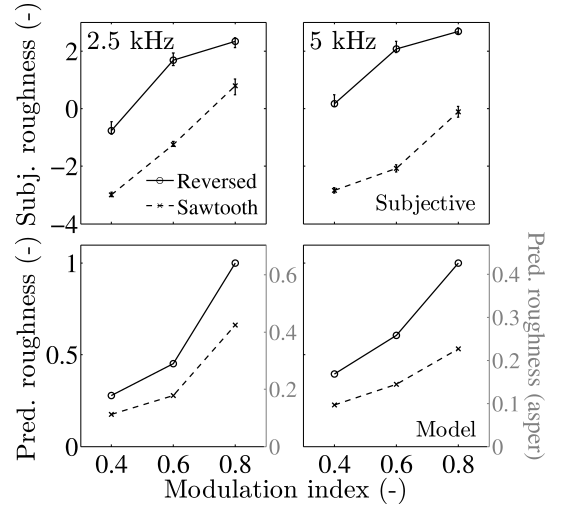 Subj. roughness (-)
2
0
−2
−4
2.5 kHz
Reversed
Sawtooth
5 kHz
Subjective
Pred. roughness (-)
1
0.5
0
0.6
0.4
0.2
0
0.4
0.3
0.2
0.1
0
Pred. roughness (asper)
Model
0.4 0.6 0.8
0.4 0.6 0.8
Modulation index (-)